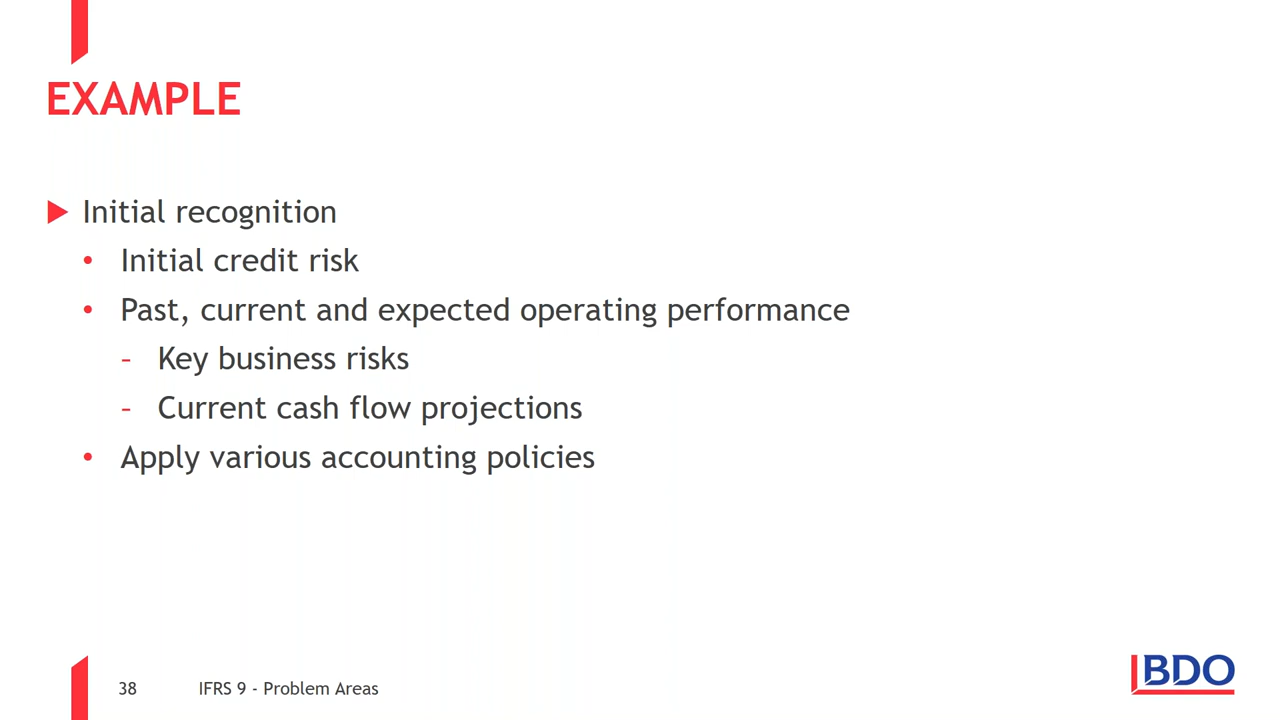 EXAMPLE
Initial recognition
• Initial credit risk
• Past, current and expected operating performance
– Key business risks
– Current cash flow projections
• Apply various accounting policies
38 IFRS 9 - Problem Areas
BDO